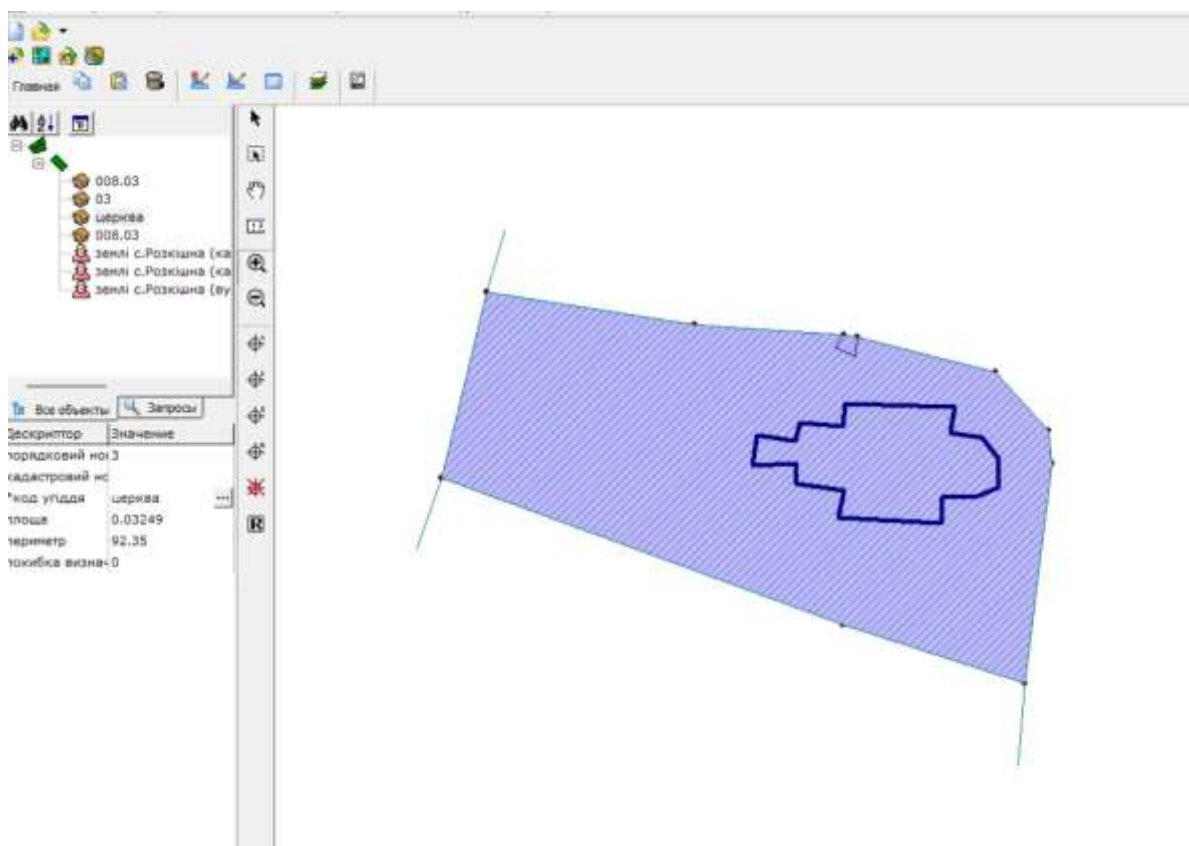 Главная
008.03
03
церква
008.03
землі с.Розкішна (ка
землі с.Розкішна (ка
землі с.Розкішна (ву
Все объекты Запросы
Дескриптор Значение
порядковий но 3
кадастровий нс
*код угіддя церква ...
площа 0.03249
периметр 92.35
похибка визна 0
R